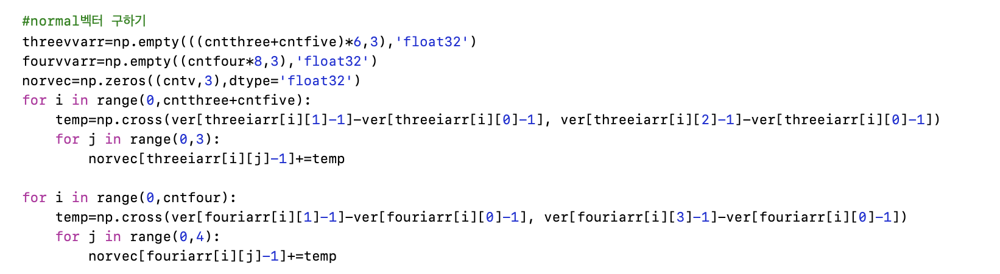 #normal벡터 구하기
threevvarr=np.empty(((cntthree+cntfive)*6,3),'float32')
fourvvarr=np.empty((cntfour*8,3),'float32')
norvec=np.zeros((cntv,3),dtype='float32')
for i in range(0,cntthree+cntfive):
    temp=np.cross(ver[threeiarr[i][1]-1]-ver[threeiarr[i][0]-1], ver[threeiarr[i][2]-1]-ver[threeiarr[i][0]-1])
    for j in range(0,3):
        norvec[threeiarr[i][j]-1]+=temp

for i in range(0,cntfour):
    temp=np.cross(ver[fouriarr[i][1]-1]-ver[fouriarr[i][0]-1], ver[fouriarr[i][3]-1]-ver[fouriarr[i][0]-1])
    for j in range(0,4):
        norvec[fouriarr[i][j]-1]+=temp